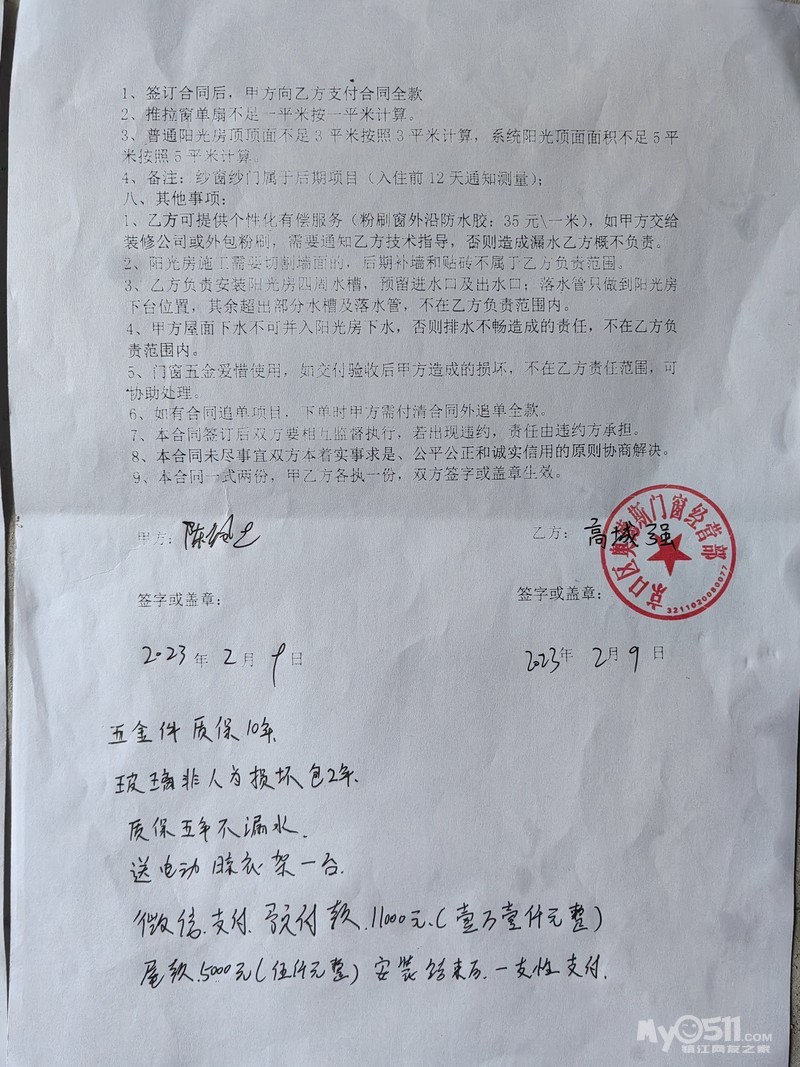 1、签订合同后，甲方向乙方支付合同全款
2、推拉窗单扇不足一平米按一平米计算。
3、普通阳光房顶顶面不足3平米按照3平米计算，系统阳光顶面面积不足5平
米按照5平米计算。
4、备注：纱窗纱门属于后期项目（入住前12天通知测量）；
八、其他事项：
1、乙方可提供个性化有偿服务（粉刷窗外沿防水胶：35元\一米），如甲方交给
装修公司或外包粉刷，需要通知乙方技术指导，否则造成漏水乙方概不负责。
2、阳光房施工需要切割墙面的，后期补墙和贴砖不属于乙方负责范围。
3、乙方负责安装阳光房四周水槽，预留进水口及出水口；落水管只做到阳光房
下台位置，其余超出部分水槽及落水管，不在乙方负责范围内。
4、甲方屋面下水不可并入阳光房下水，否则排水不畅造成的责任，不在乙方负
责范围内。
5、门窗五金爱惜使用，如交付验收后甲方造成的损坏，不在乙方责任范围，可
协助处理。
6、如有合同追单项目，下单时甲方需付清合同外追单全款。
7、本合同签订后双方要相互监督执行，若出现违约，责任由违约方承担。
8、本合同未尽事宜双方本着实事求是、公平公正和诚实信用的原则协商解决。
9、本合同一式两份，甲乙方各执一份，双方签字或盖章生效。
甲方：陈 乙方：高域强
京口区奥 斯门窗经营部
3211020080077
签字或盖章： 签字或盖章：
2023年2月9日 2023年2月9日
五金件质保10年
玻璃非人为损坏包2年.
质保五年不漏水.
送电动晾衣架一台.
微信.支付.预付款.11000元.(壹万壹仟元整)
尾款.5000元(伍仟元整)安装结束后.一次性支付.
My0511.COM
镇江网友之家